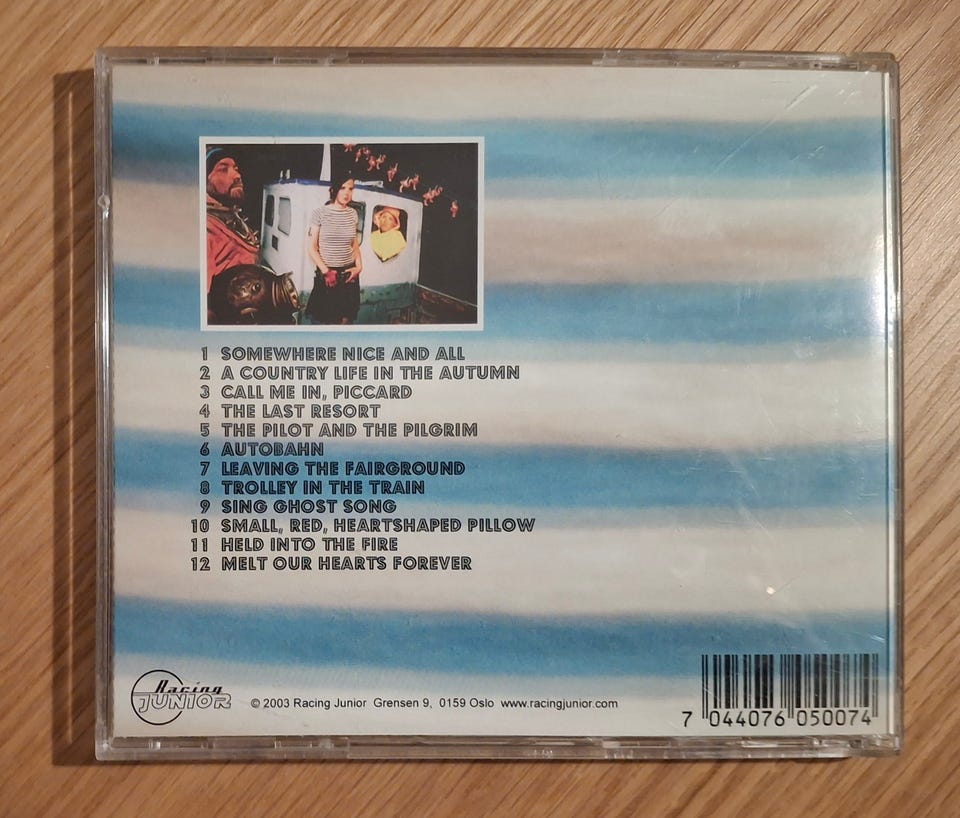 1 SOMEWHERE NICE AND ALL
2 A COUNTRY LIFE IN THE AUTUMN
3 CALL ME IN, PICCARD
4 THE LAST RESORT
5 THE PILOT AND THE PILGRIM
6 AUTOBAHN
7 LEAVING THE FAIRGROUND
8 TROLLEY IN THE TRAIN
9 SING GHOST SONG
10 SMALL, RED, HEARTSHAPED PILLOW
11 HELD INTO THE FIRE
12 MELT OUR HEARTS FOREVER
Racing
JUNIOR
© 2003 Racing Junior Grensen 9, 0159 Oslo www.racingjunior.com
7 044076 050074